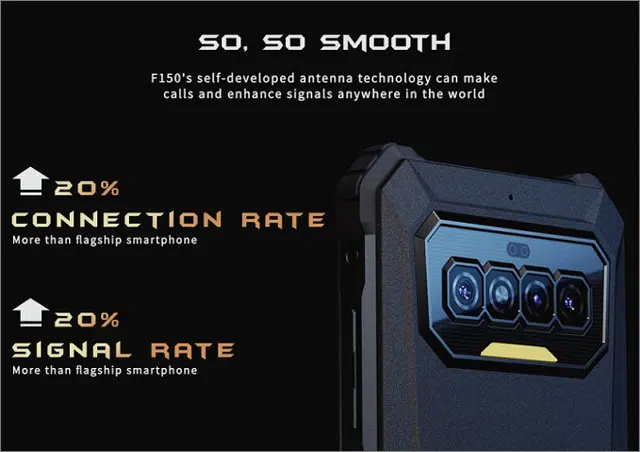 SO, SO SMOOTH
F150's self-developed antenna technology can make
calls and enhance signals anywhere in the world
20%
CONNECTION RATE
More than flagship smartphone
20%
SIGNAL RATE
More than flagship smartphone